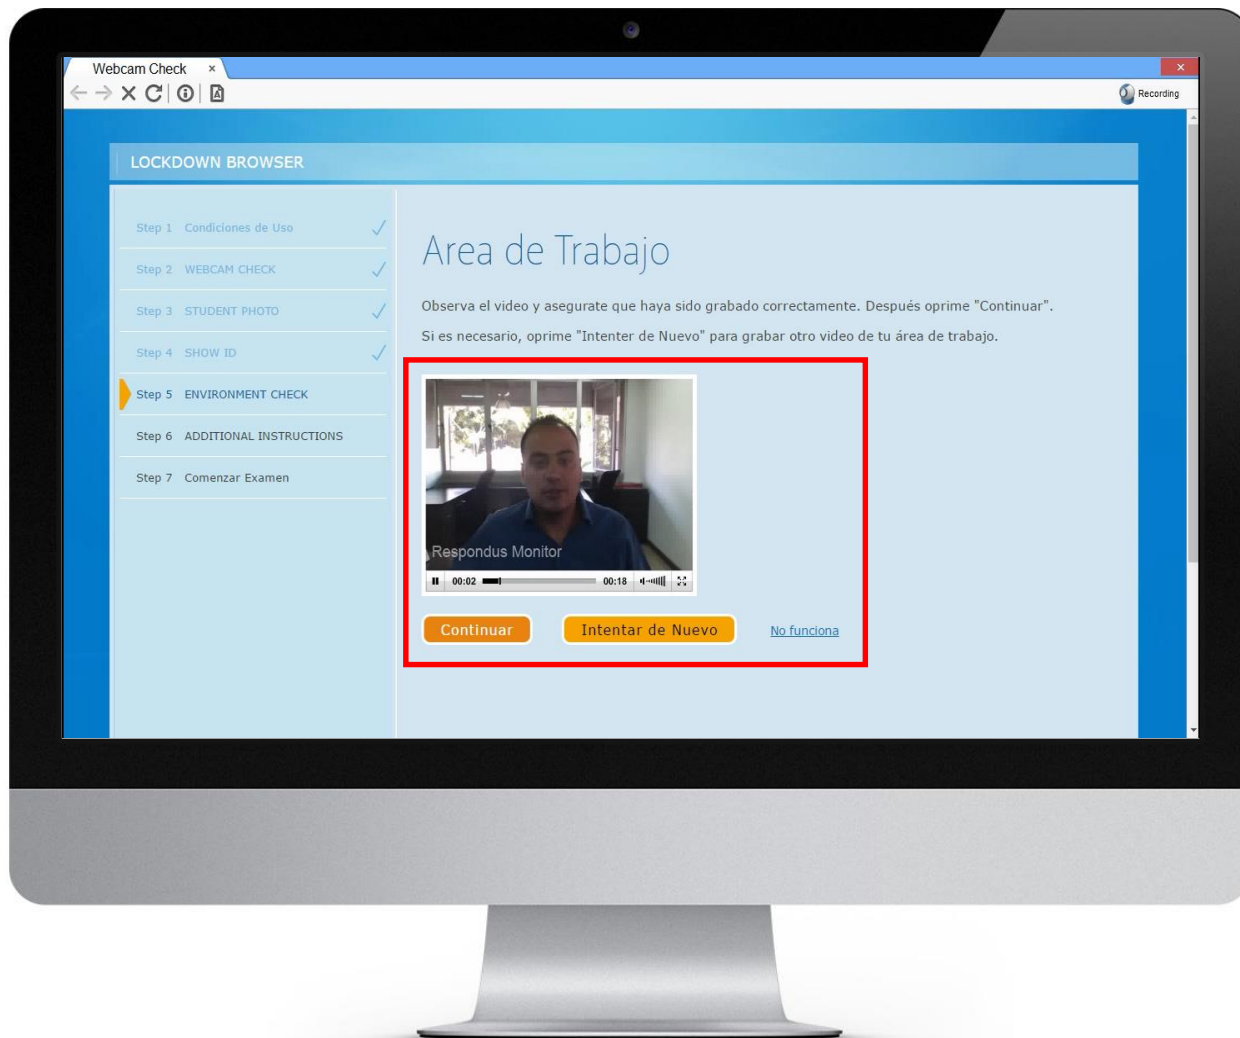 Webcam Check ×
Recording
LOCKDOWN BROWSER
Step 1 Condiciones de Uso
Step 2 WEBCAM CHECK
Step 3 STUDENT PHOTO
Step 4 SHOW ID
Step 5 ENVIRONMENT CHECK
Step 6 ADDITIONAL INSTRUCTIONS
Step 7 Comenzar Examen
Area de Trabajo
Observa el video y asegurate que haya sido grabado correctamente. Después oprime "Continuar".
Si es necesario, oprime "Intenter de Nuevo" para grabar otro video de tu área de trabajo.
Respondus Monitor
00:02 00:18
Continuar Intentar de Nuevo No funciona